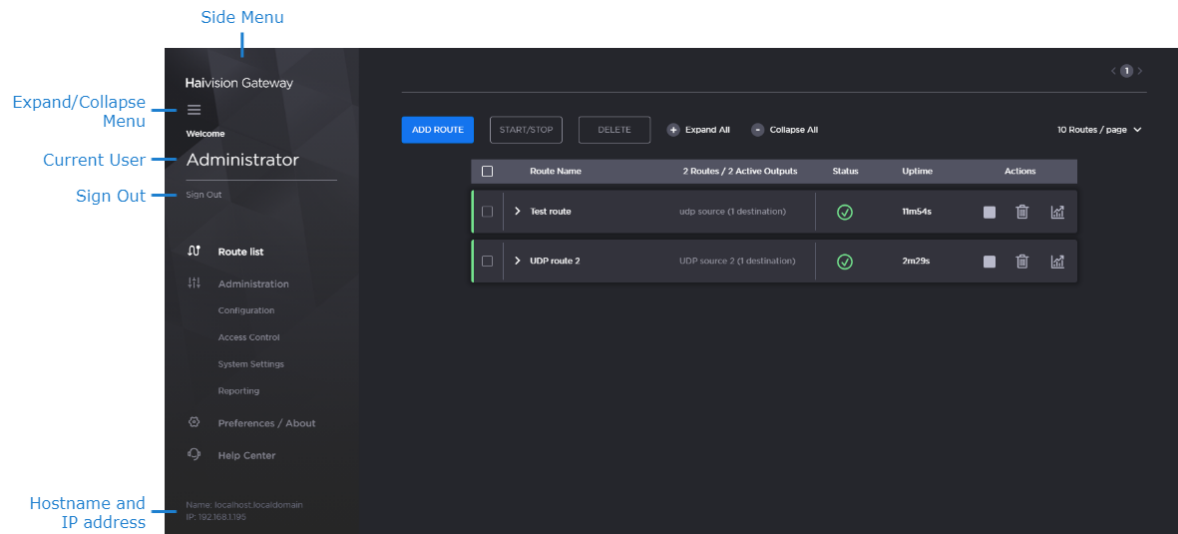 Side Menu
Haivision Gateway
1
Expand/Collapse
Menu
Welcome
ADD ROUTE
START/STOP
DELETE
Expand All
Collapse All
10 Routes / page
Current User
Administrator
Route Name
2 Routes / 2 Active Outputs
Status
Uptime
Actions
Sign Out
Sign Out
Test route
udp source (1 destination)
11m54s
Route list
UDP route 2
UDP source 2 (1 destination)
2m29s
Administration
Configuration
Access Control
System Settings
Reporting
Preferences / About
Help Center
Hostname and
IP address
Name: localhost.localdomain
IP: 192.168.1.195